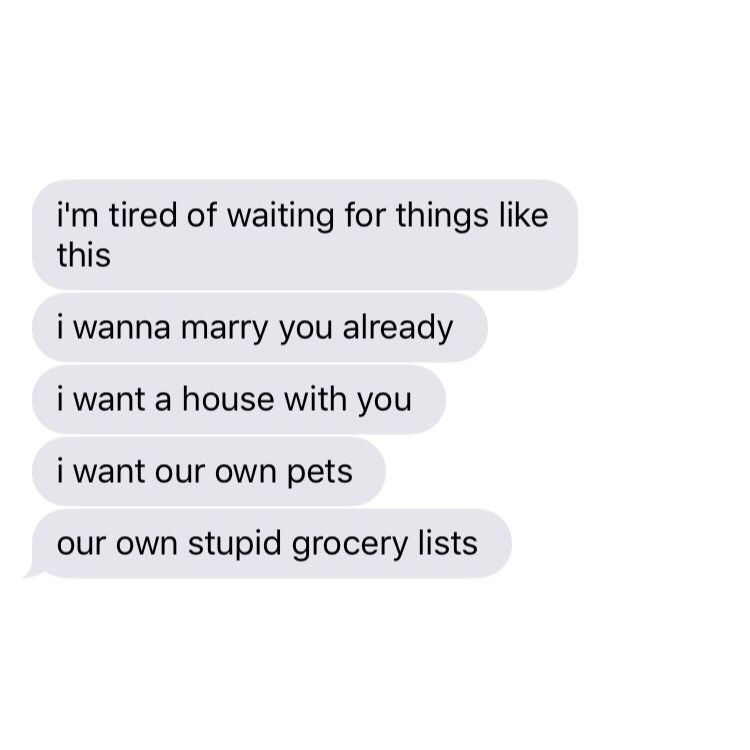 i'm tired of waiting for things like
this
i wanna marry you already
i want a house with you
i want our own pets
our own stupid grocery lists